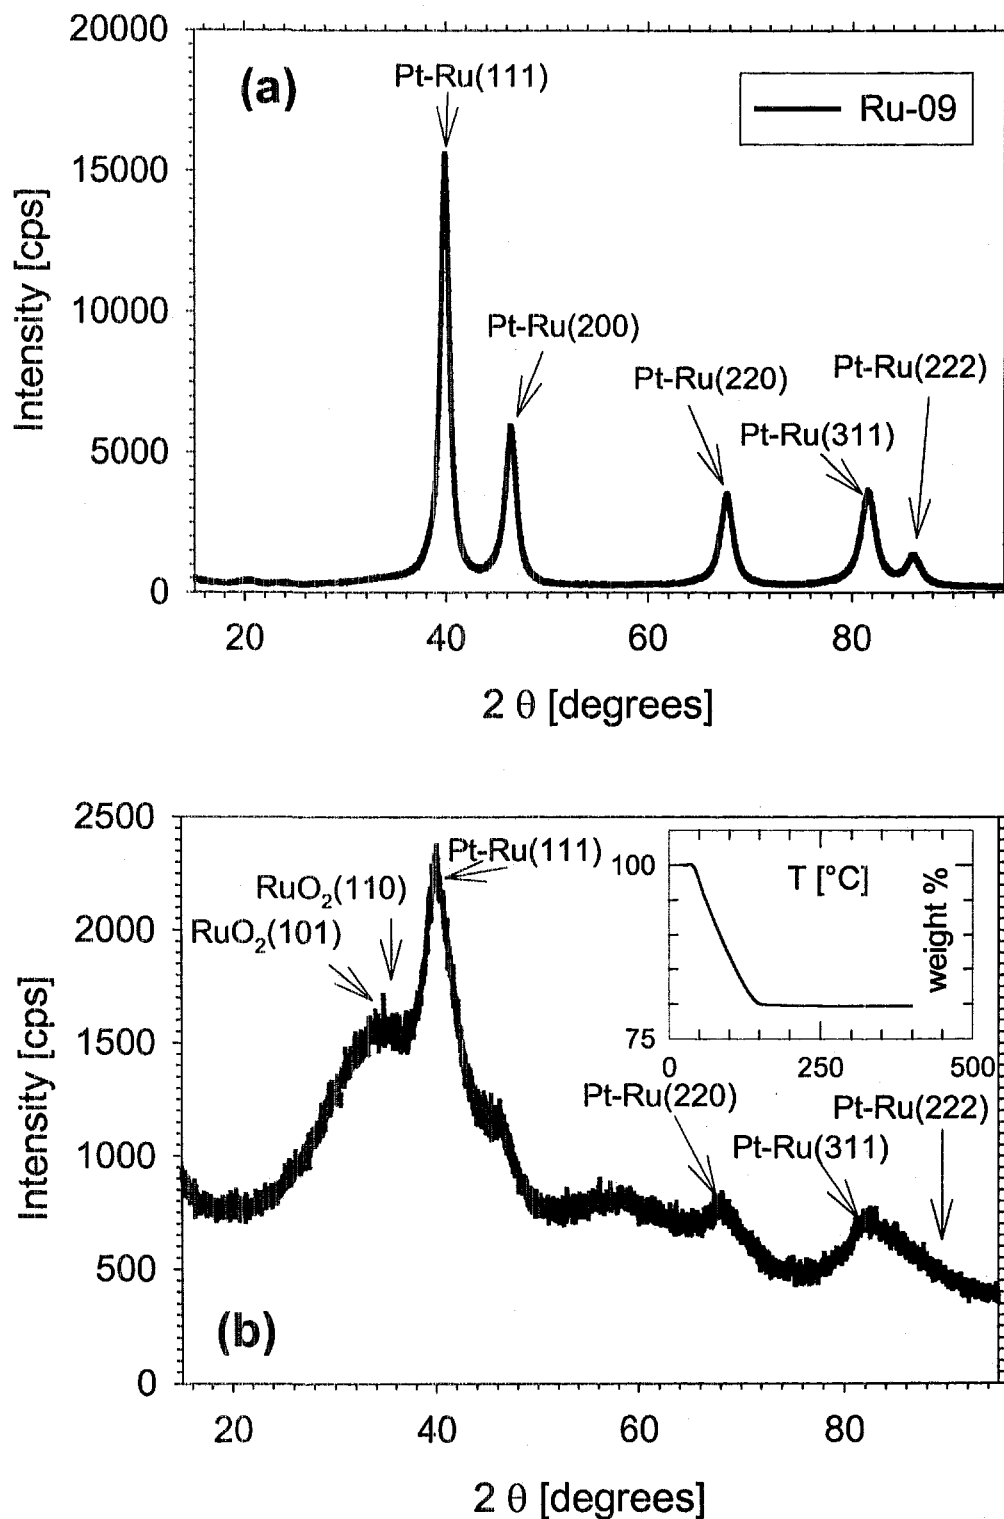 20000
15000
10000
5000
0
Intensity [cps]
(a)
Pt-Ru(111)
Ru-09
Pt-Ru(200)
Pt-Ru(220)
Pt-Ru(222)
Pt-Ru(311)
20
40
60
80
2 θ [degrees]
2500
2000
1500
1000
500
0
Intensity [cps]
Pt-Ru(111)
RuO₂(110)
RuO₂(101)
100
75
T [°C]
weight %
0
250
500
Pt-Ru(220)
Pt-Ru(222)
Pt-Ru(311)
(b)
20
40
60
80
2 θ [degrees]